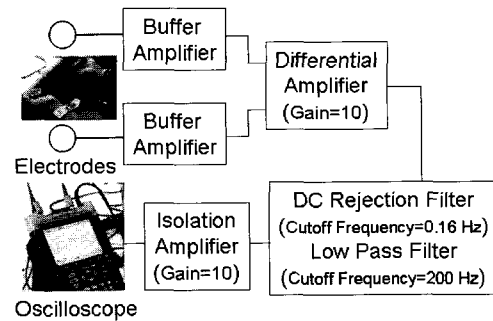 Buffer
Amplifier
Differential
Amplifier
(Gain=10)
Buffer
Amplifier
Electrodes
DC Rejection Filter
(Cutoff Frequency=0.16 Hz)
Low Pass Filter
(Cutoff Frequency=200 Hz)
Isolation
Amplifier
(Gain=10)
Oscilloscope